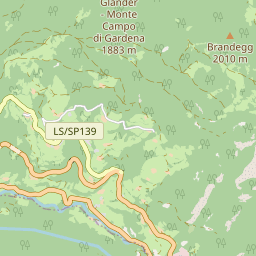 Glander
- Monte
Campo
di Gardena
1883 m
Brandegg
2010 m
LS/SP139